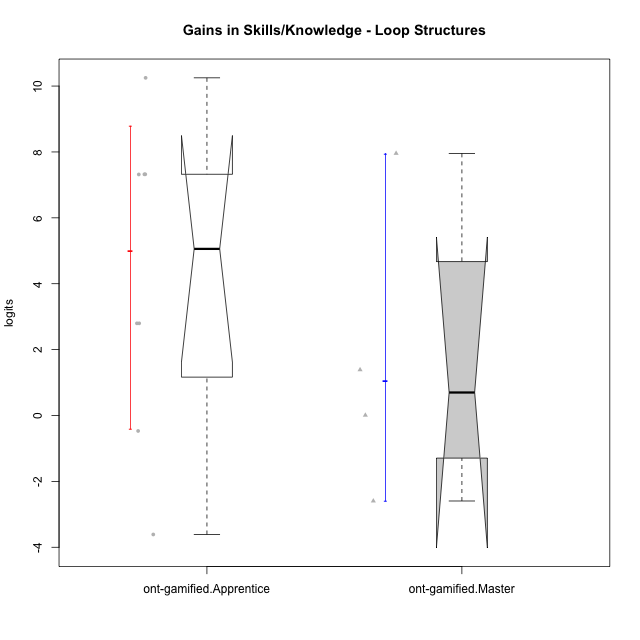 Gains in Skills/Knowledge - Loop Structures
logits
10
8
6
4
2
0
-2
-4
ont-gamified.Apprentice
ont-gamified.Master